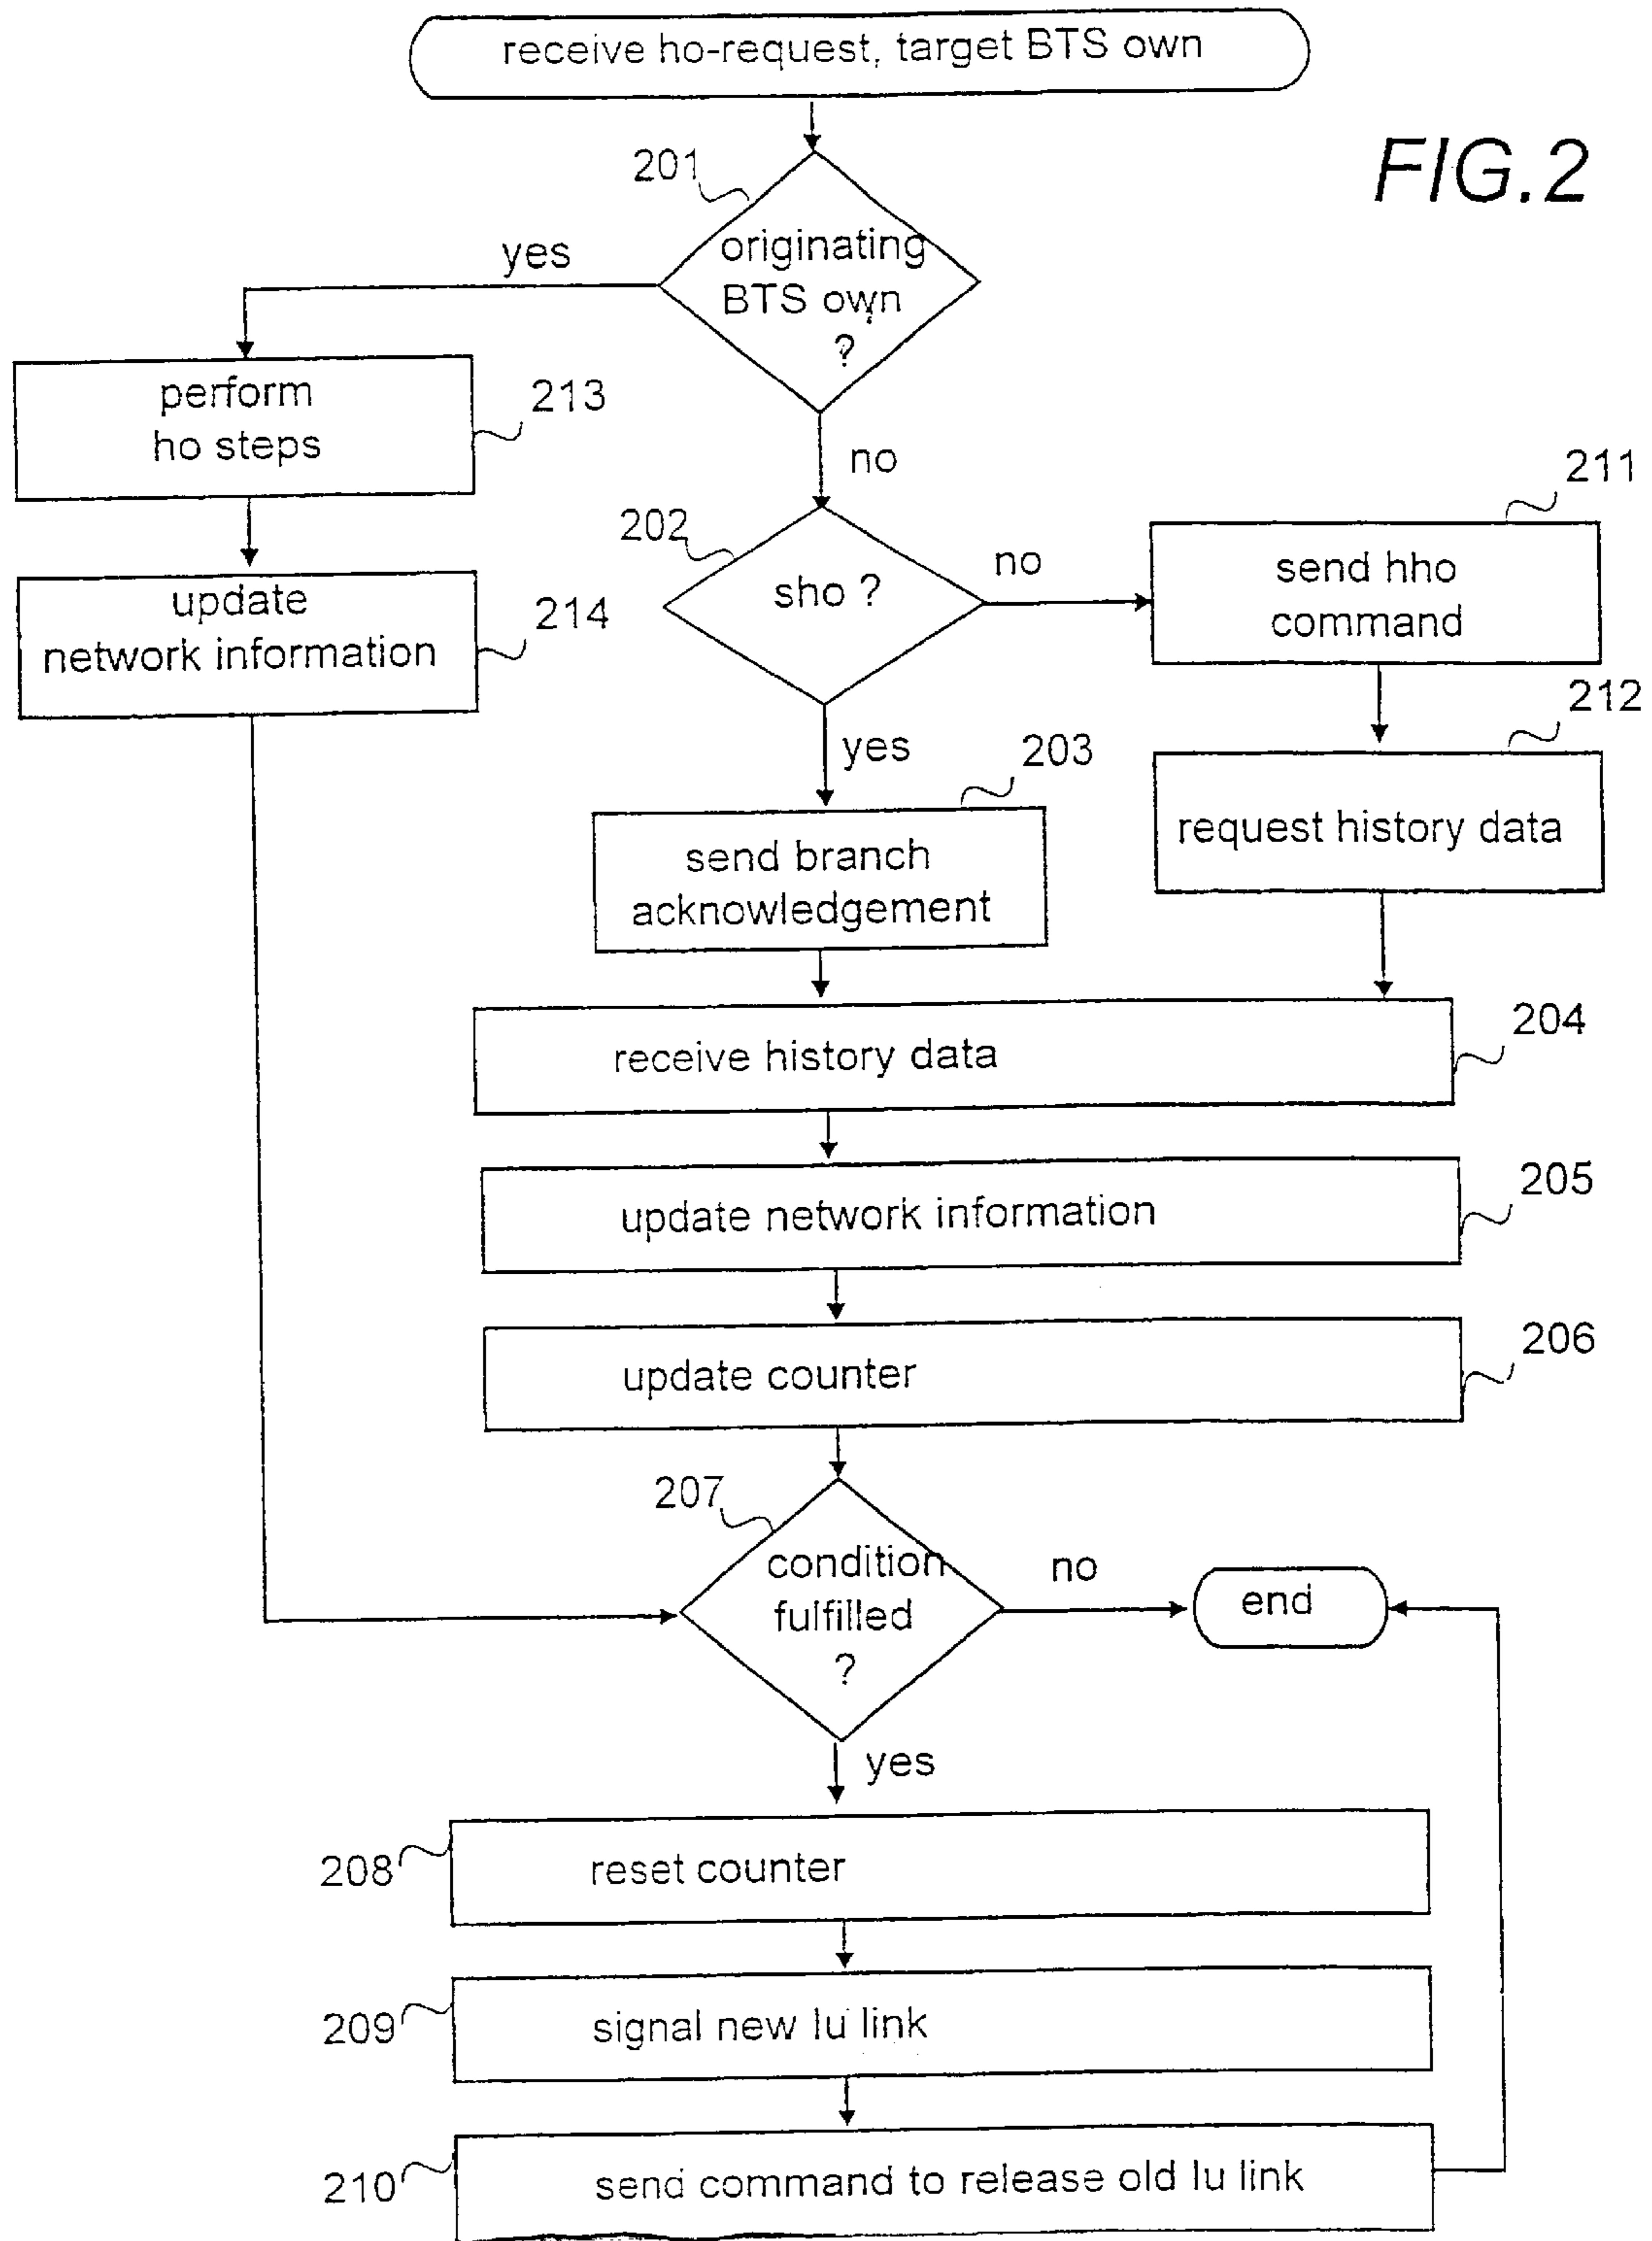 receive ho-request, target BTS own
FIG.2
201
originating
BTS own
?
yes
no
perform
ho steps
213
update
network information
214
202
sho ?
no
yes
211
send hho
command
212
request history data
203
send branch
acknowledgement
204
receive history data
205
update network information
206
update counter
207
condition
fulfilled
?
no
end
yes
208
reset counter
209
signal new Iu link
210
send command to release old Iu link